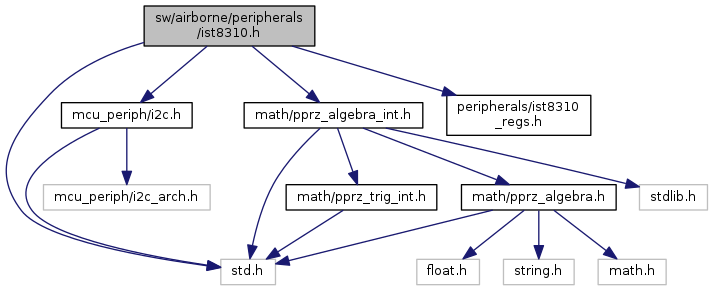 sw/airborne/peripherals
/ist8310.h
mcu_periph/i2c.h
math/pprz_algebra_int.h
peripherals/ist8310
_regs.h
mcu_periph/i2c_arch.h
math/pprz_trig_int.h
math/pprz_algebra.h
stdlib.h
std.h
float.h
string.h
math.h